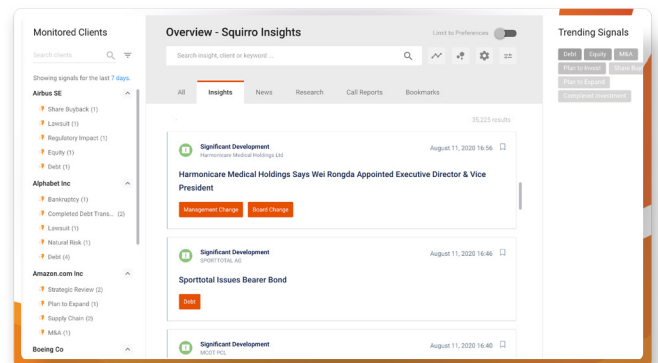 Monitored Clients
Search clients
Showing signals for the last 7 days.
Airbus SE
Share Buyback (1)
Lawsuit (1)
Regulatory Impact (1)
Equity (1)
Debt (1)
Alphabet Inc
Bankruptcy (1)
Completed Debt Trans... (2)
Lawsuit (1)
Natural Risk (1)
Debt (4)
Amazon.com Inc
Strategic Review (2)
Plan to Expand (1)
Supply Chain (2)
M&A (1)
Boeing Co
Overview - Squirro Insights
Limit to Preferences
Search insight, client or keyword ...
All Insights News Research Call Reports Bookmarks
35,225 results
Significant Development August 11, 2020 16:56
Harmonicare Medical Holdings Ltd
Harmonicare Medical Holdings Says Wei Rongda Appointed Executive Director & Vice
President
Management Change Board Change
Significant Development August 11, 2020 16:46
SPORTTOTAL AG
Sporttotal Issues Bearer Bond
Debt
Significant Development August 11, 2020 16:40
MCOT PCL
Trending Signals
Debt Equity M&A
Plan to Invest Share Buy
Plan to Expand
Completed Investment